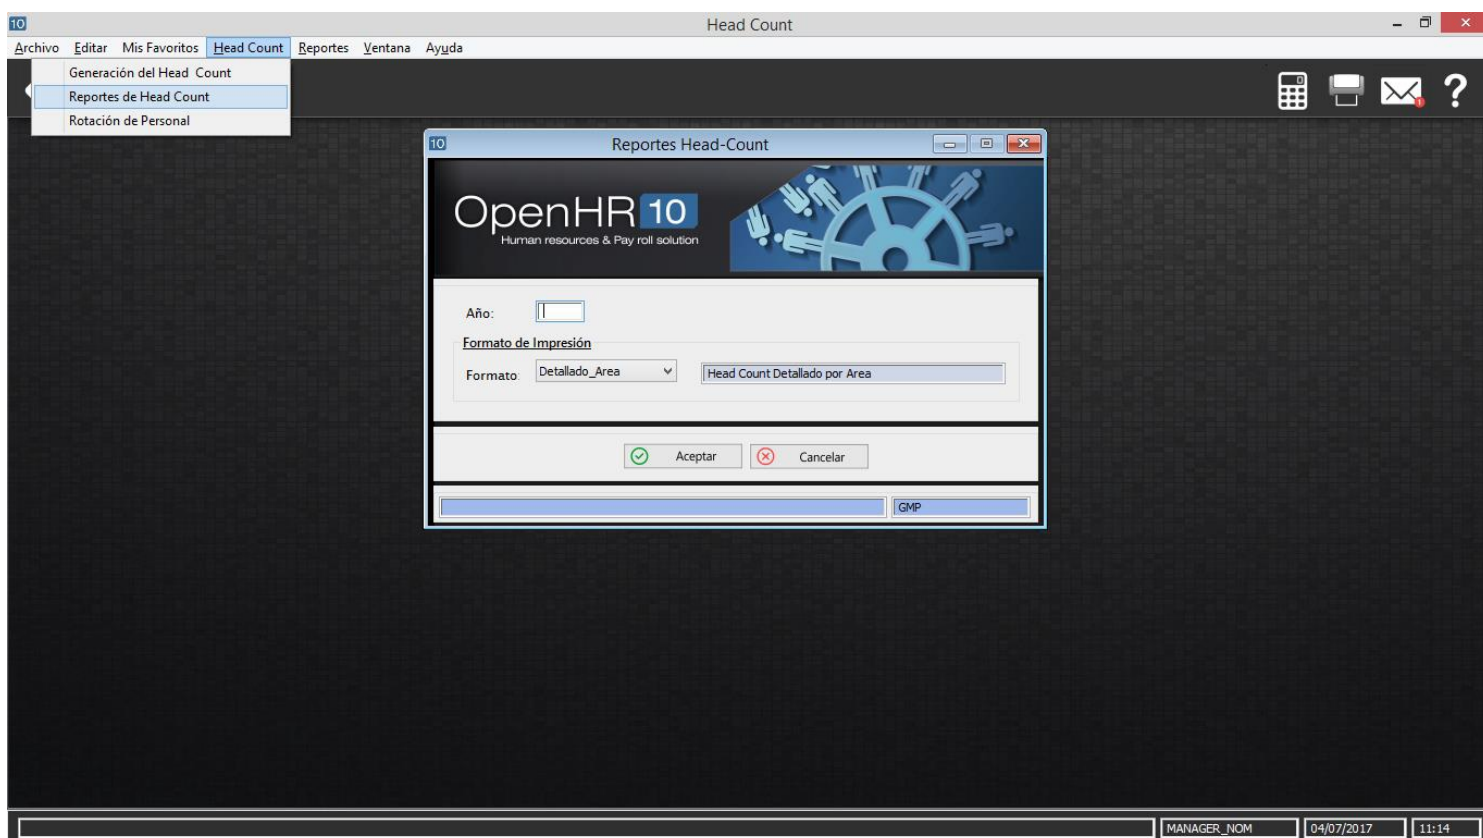 10 Head Count
Archivo Editar Mis Favoritos Head Count Reportes Ventana Ayuda
Generación del Head Count
Reportes de Head Count
Rotación de Personal
10 Reportes Head-Count
OpenHR 10
Human resources & Pay roll solution
Año:
Formato de Impresión
Formato: Detallado_Area Head Count Detallado por Area
Aceptar Cancelar
GMP
MANAGER_NOM 04/07/2017 11:14